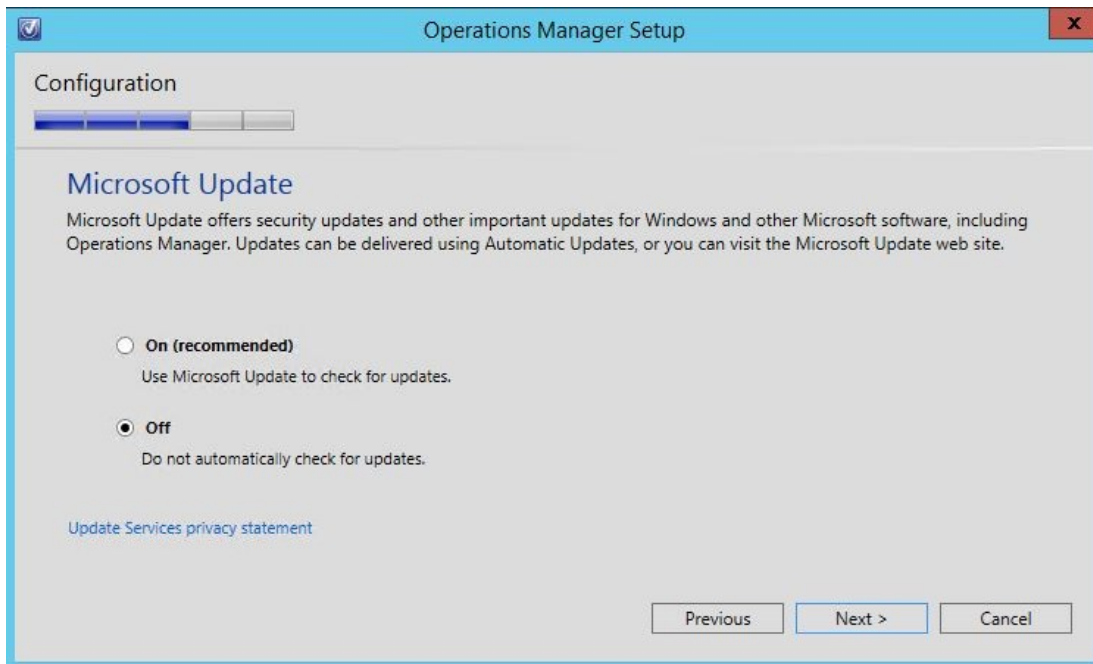 Operations Manager Setup
x
Configuration
Microsoft Update
Microsoft Update offers security updates and other important updates for Windows and other Microsoft software, including
Operations Manager. Updates can be delivered using Automatic Updates, or you can visit the Microsoft Update web site.
On (recommended)
Use Microsoft Update to check for updates.
Off
Do not automatically check for updates.
Update Services privacy statement
Previous Next > Cancel